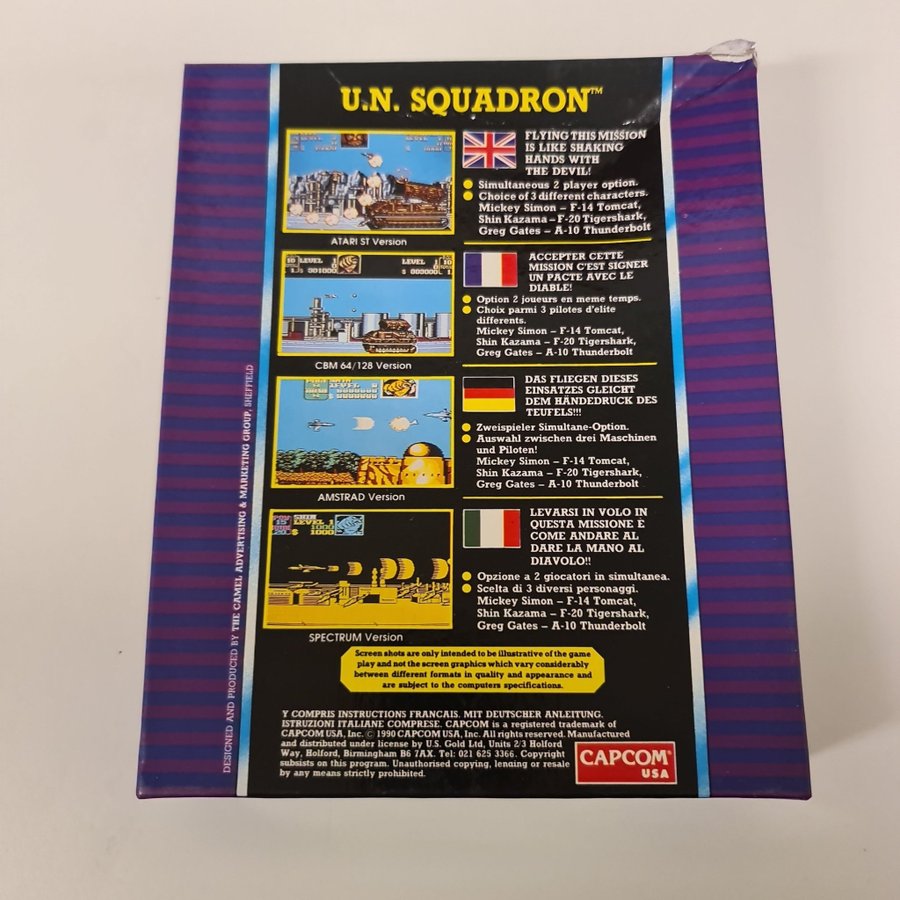 U.N. SQUADRON™
ATARI ST Version
FLYING THIS MISSION
IS LIKE SHAKING
HANDS WITH
THE DEVIL!
Simultaneous 2 player option.
Choice of 3 different characters.
Mickey Simon – F-14 Tomcat,
Shin Kazama – F-20 Tigershark,
Greg Gates – A-10 Thunderbolt
LEVEL 1
LEVEL 1
CBM 64/128 Version
ACCEPTER CETTE
MISSION C'EST SIGNER
UN PACTE AVEC LE
DIABLE!
Option 2 joueurs en meme temps.
Choix parmi 3 pilotes d'elite
differents.
Mickey Simon – F-14 Tomcat,
Shin Kazama – F-20 Tigershark,
Greg Gates – A-10 Thunderbolt
AMSTRAD Version
DAS FLIEGEN DIESES
EINSATZES GLEICHT
DEM HÄNDEDRUCK DES
TEUFELS!!!
Zweispieler Simultane-Option.
Auswahl zwischen drei Maschinen
und Piloten!
Mickey Simon – F-14 Tomcat,
Shin Kazama – F-20 Tigershark,
Greg Gates – A-10 Thunderbolt
SHIN
LEVEL 1
1000
$ 1000
SPECTRUM Version
LEVARSI IN VOLO IN
QUESTA MISSIONE È
COME ANDARE AL
DARE LA MANO AL
DIAVOLO!!
Opzione a 2 giocatori in simultanea.
Scelta di 3 diversi personaggi.
Mickey Simon – F-14 Tomcat,
Shin Kazama – F-20 Tigershark,
Greg Gates – A-10 Thunderbolt
Screen shots are only intended to be illustrative of the game
play and not the screen graphics which vary considerably
between different formats in quality and appearance and
are subject to the computers specifications.
Y COMPRIS INSTRUCTIONS FRANCAIS. MIT DEUTSCHER ANLEITUNG.
ISTRUZIONI ITALIANE COMPRESE. CAPCOM is a registered trademark of
CAPCOM USA, Inc. © 1990 CAPCOM USA, Inc. All rights reserved. Manufactured
and distributed under license by U.S. Gold Ltd, Units 2/3 Holford
Way, Holford, Birmingham B6 7AX. Tel: 021 625 3366. Copyright
subsists on this program. Unauthorised copying, lending or resale
by any means strictly prohibited.
CAPCOM®
USA
DESIGNED AND PRODUCED BY THE CAMEL ADVERTISING & MARKETING GROUP, SHEFFIELD